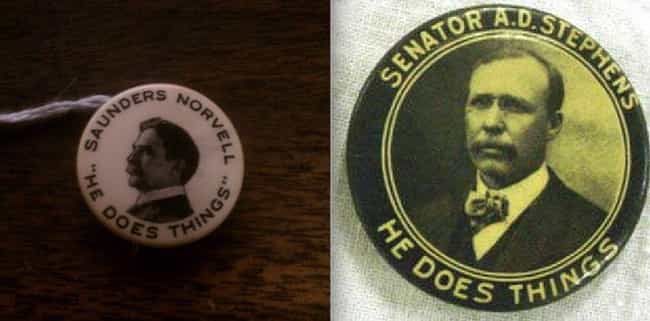 SAUNDERS NORVELL
"HE DOES THINGS"
SENATOR A.D. STEPHENS
HE DOES THINGS